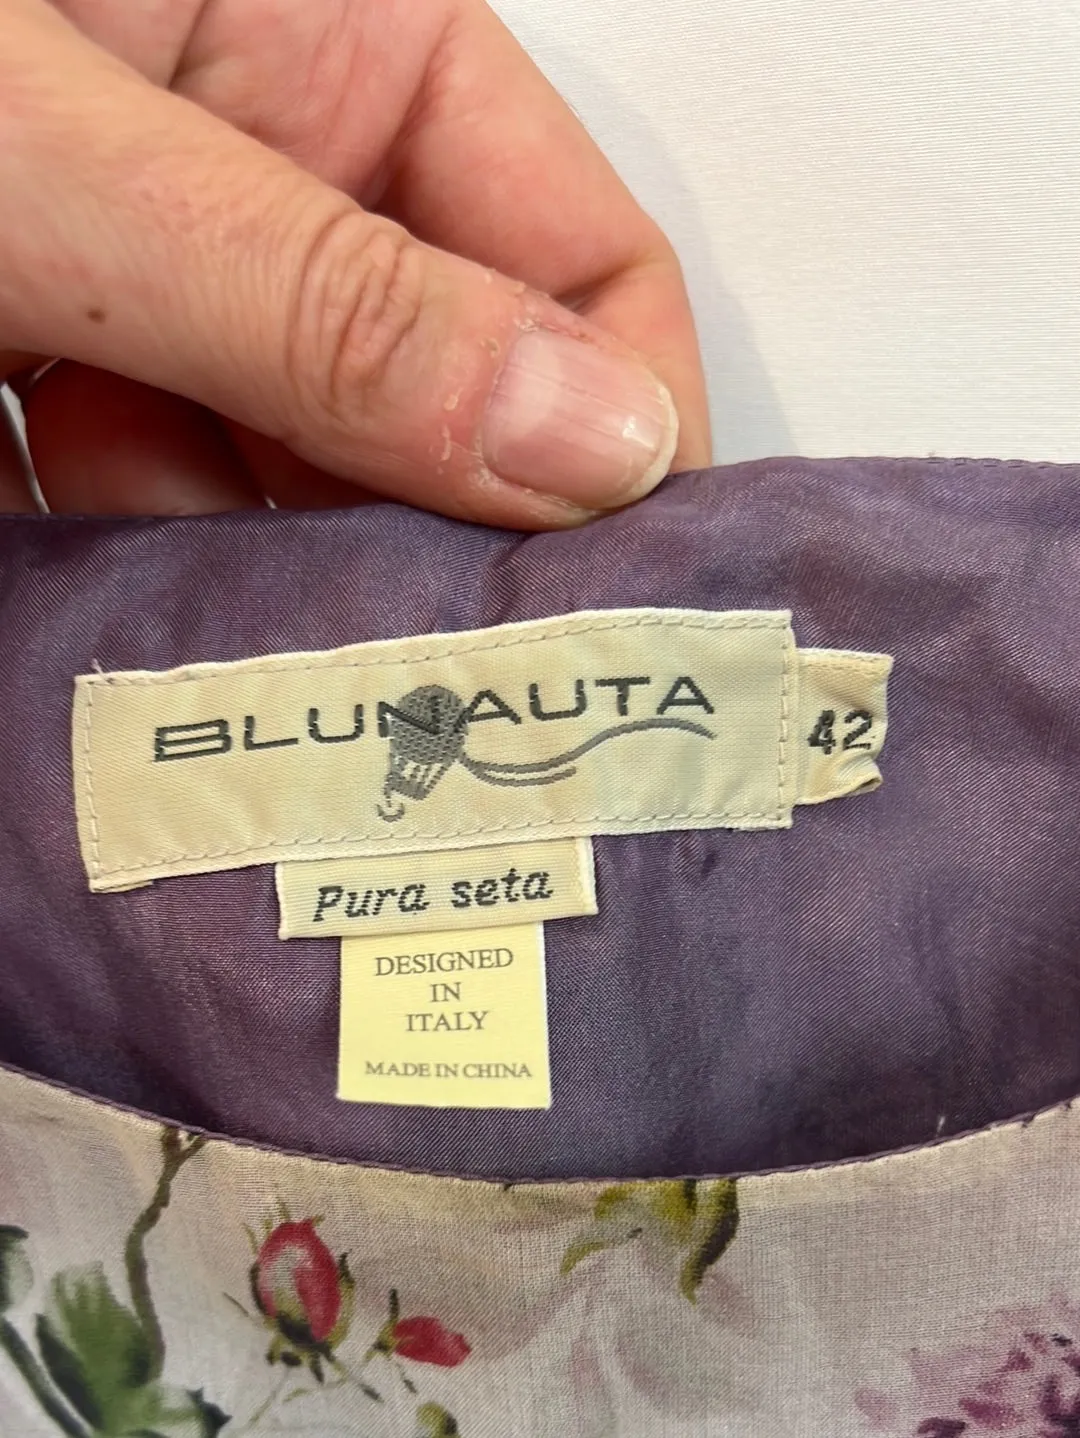 BLUNAUTA
42
Pura seta
DESIGNED
IN
ITALY
MADE IN CHINA